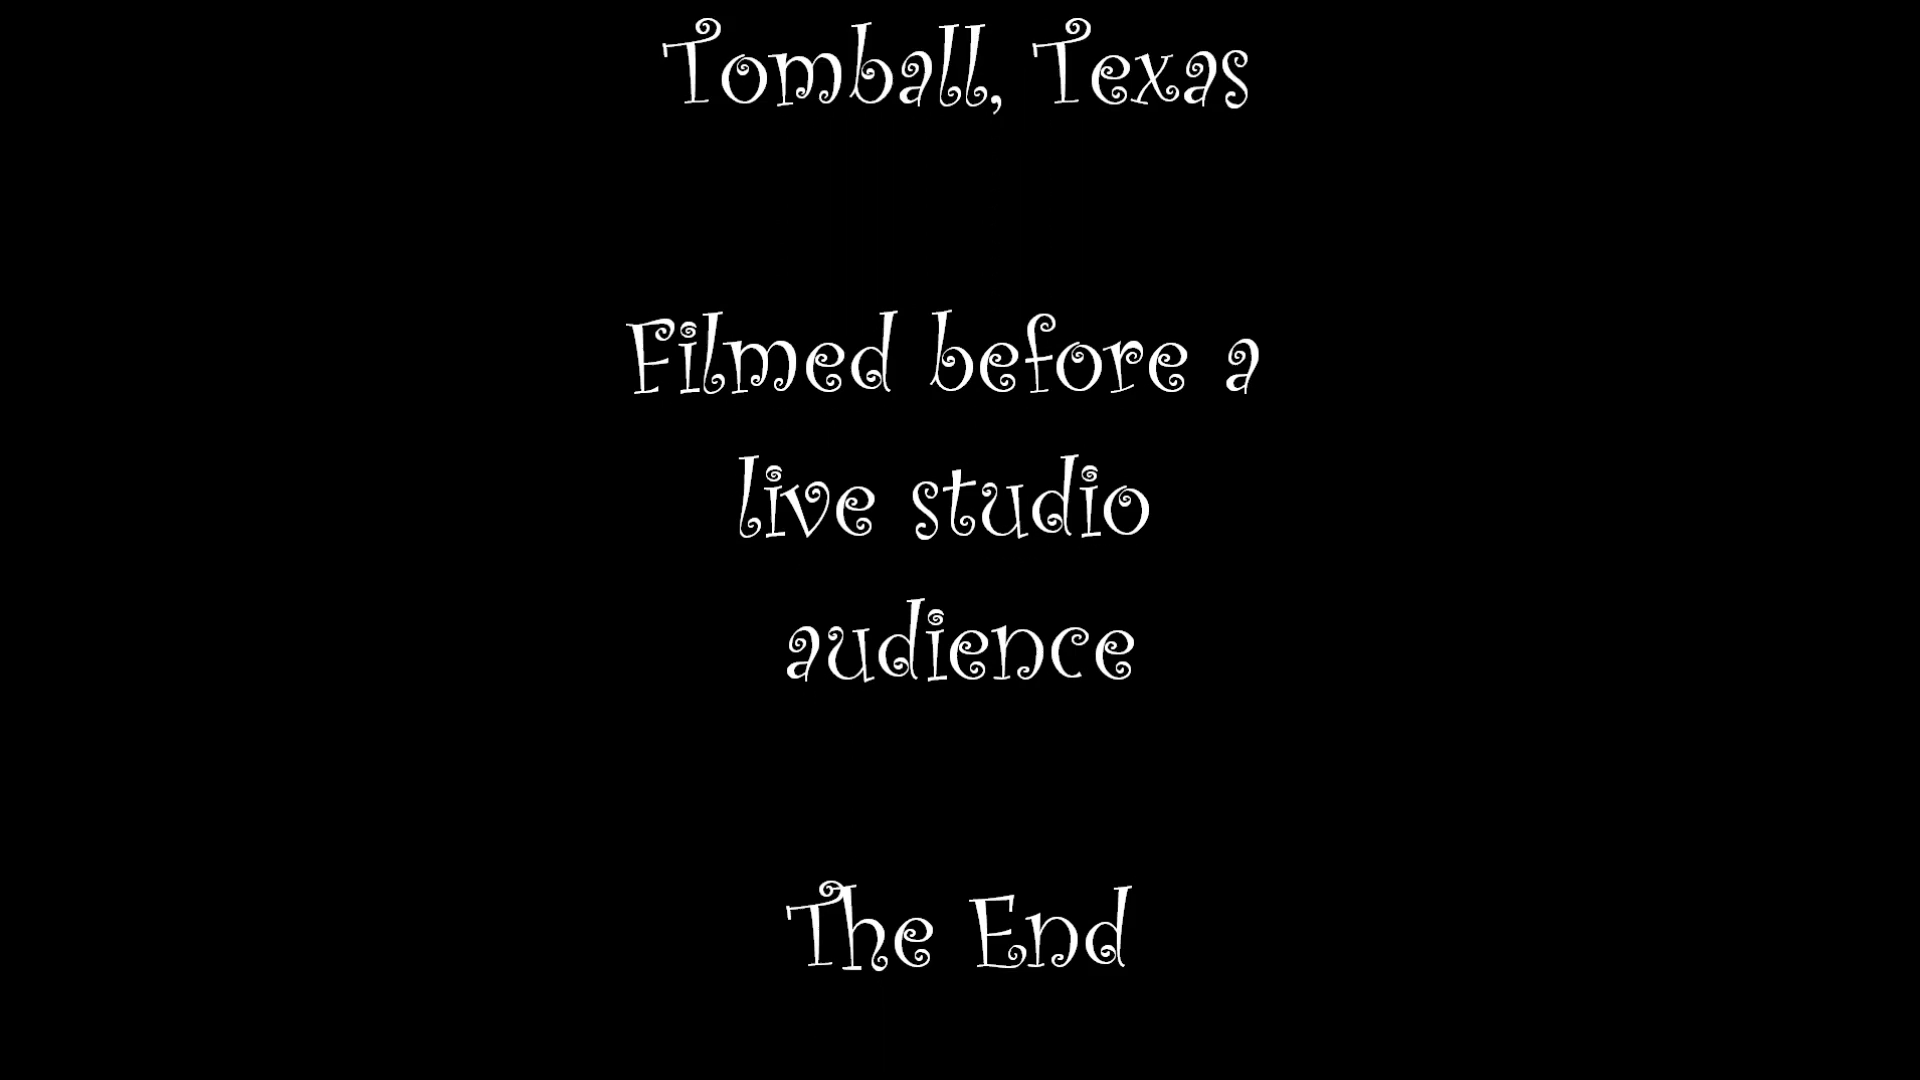 Tomball, Texas
Filmed before a
live studio
audience
The End